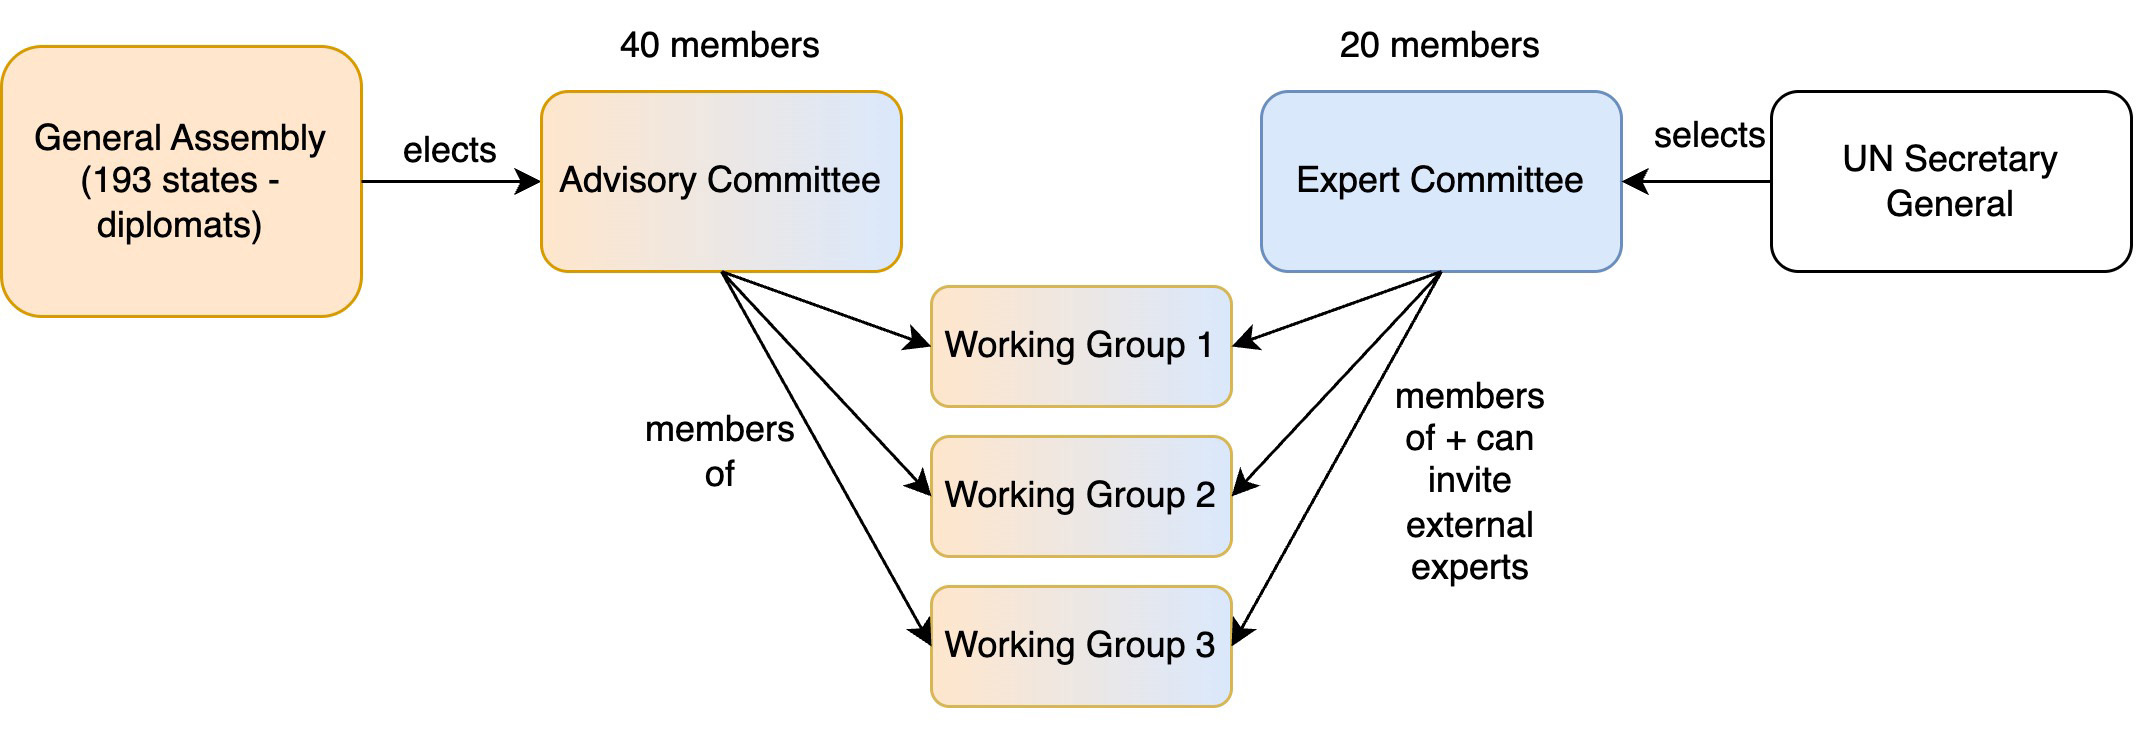 40 members
20 members
General Assembly
(193 states -
diplomats)
elects
Advisory Committee
Expert Committee
selects
UN Secretary
General
Working Group 1
members
of
Working Group 2
members
of + can
invite
external
experts
Working Group 3